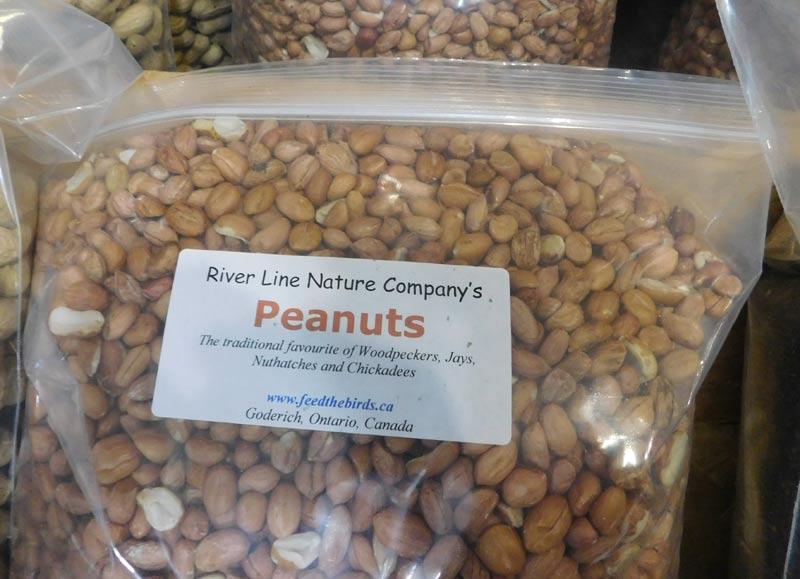 River Line Nature Company's
Peanuts
The traditional favourite of Woodpeckers, Jays,
Nuthatches and Chickadees
www.feedthebirds.ca
Goderich, Ontario, Canada